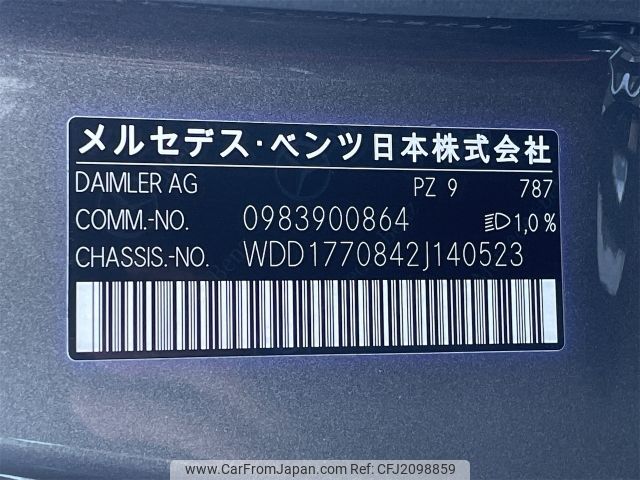 メルセデス・ベンツ日本株式会社
DAIMLER AG PZ 9 787
COMM.-NO. 0983900864 1,0 %
CHASSIS.-NO. WDD1770842J140523
www.CarFromJapan.com/CFJ2098859